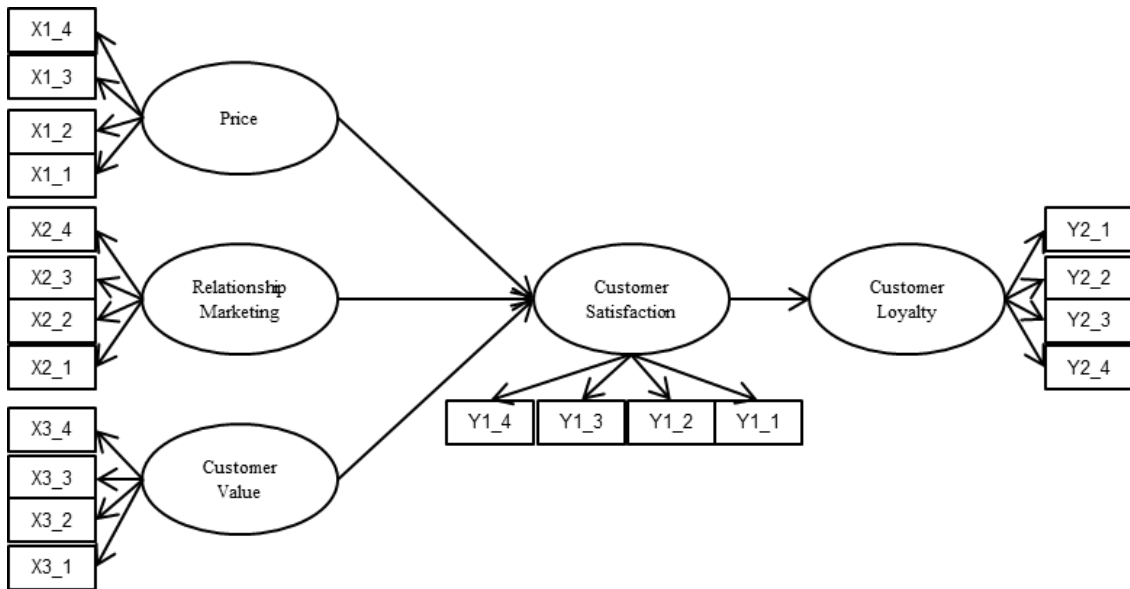 X1_4
X1_3
X1_2
X1_1
Price
X2_4
X2_3
X2_2
X2_1
Relationship
Marketing
X3_4
X3_3
X3_2
X3_1
Customer
Value
Customer
Satisfaction
Y1_4
Y1_3
Y1_2
Y1_1
Customer
Loyalty
Y2_1
Y2_2
Y2_3
Y2_4